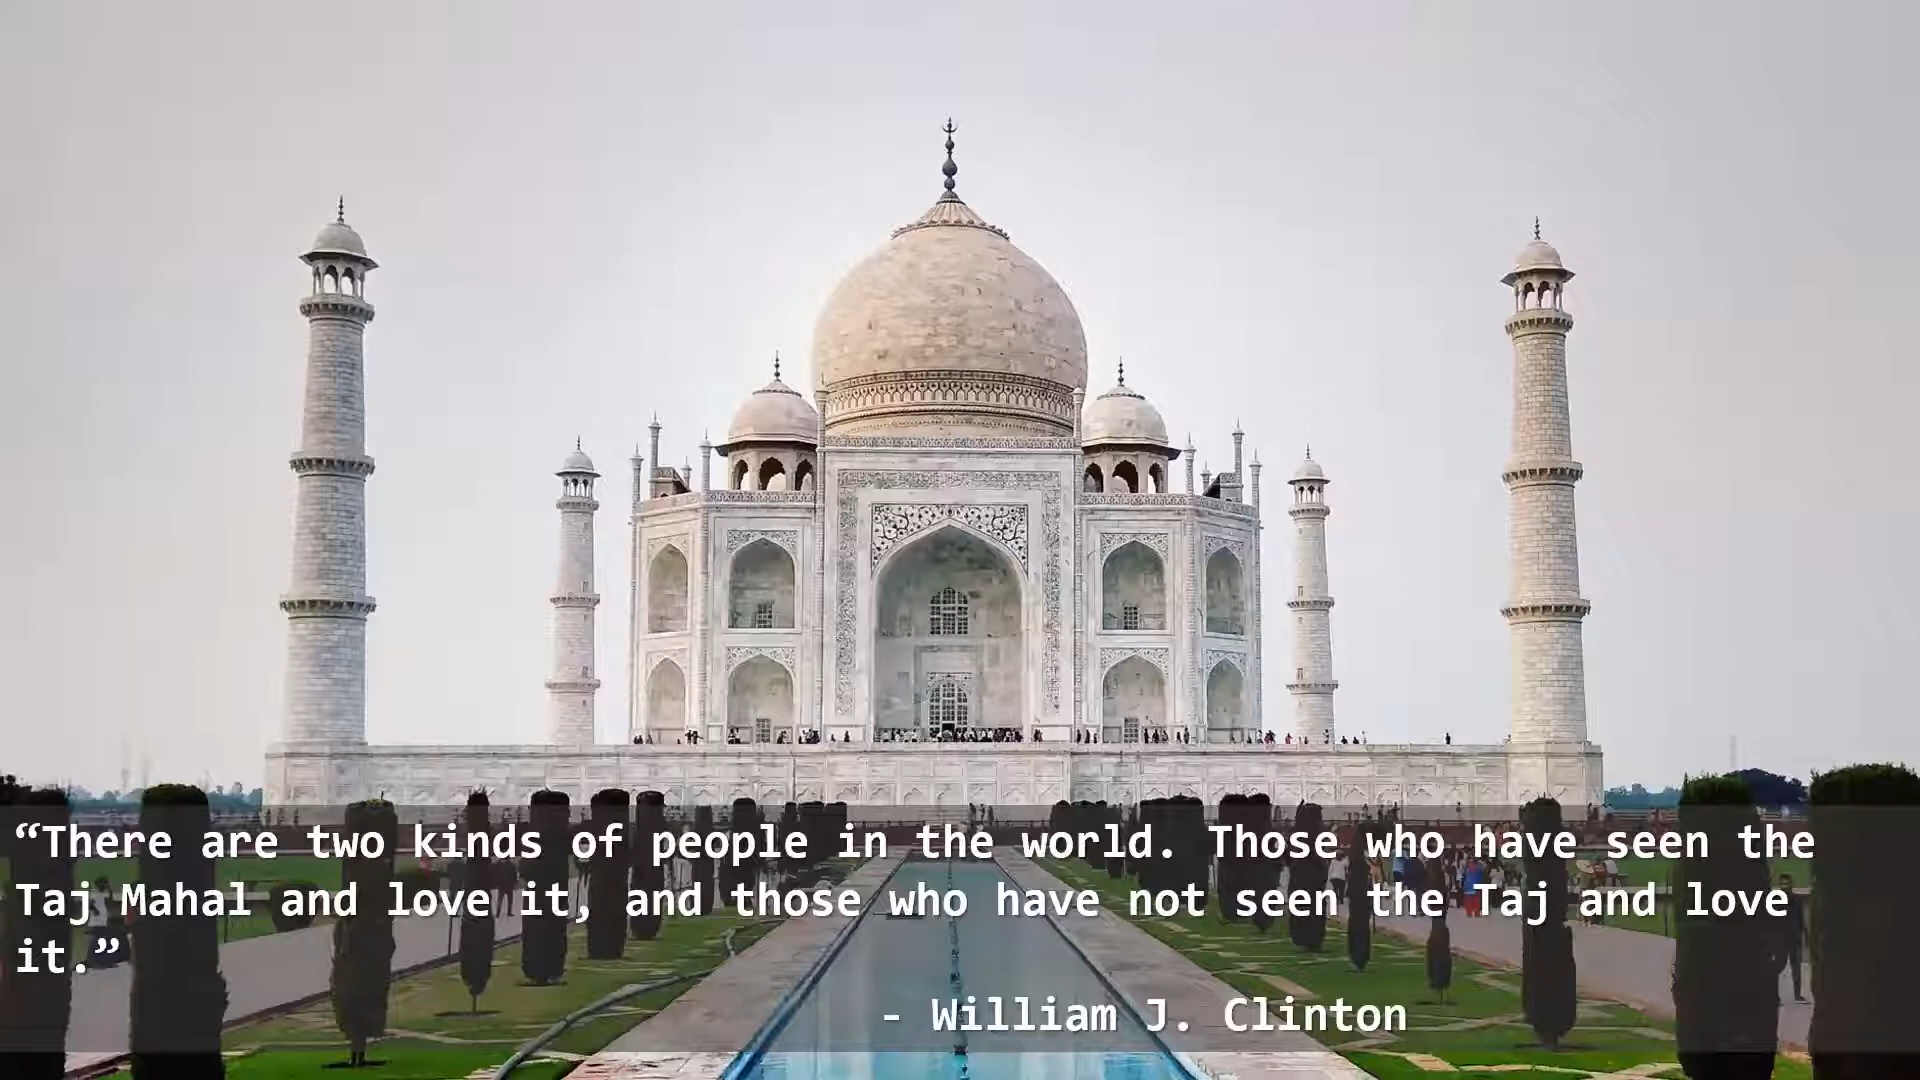 “There are two kinds of people in the world. Those who have seen the
Taj Mahal and love it, and those who have not seen the Taj and love
it.”
- William J. Clinton